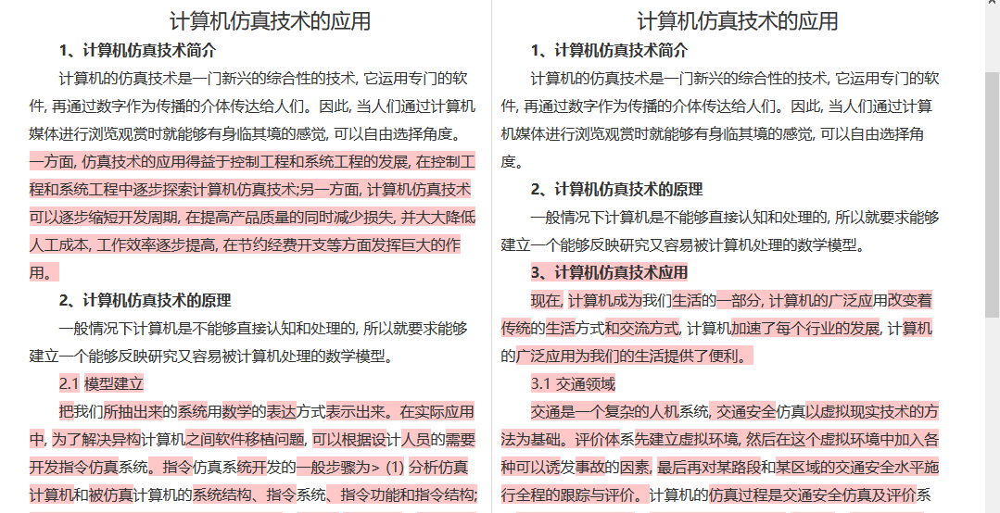 计算机仿真技术的应用
1、计算机仿真技术简介
计算机的仿真技术是一门新兴的综合性的技术, 它运用专门的软
件, 再通过数字作为传播的介体传达给人们。因此, 当人们通过计算机
媒体进行浏览观赏时就能够有身临其境的感觉, 可以自由选择角度。
一方面, 仿真技术的应用得益于控制工程和系统工程的发展, 在控制工
程和系统工程中逐步探索计算机仿真技术;另一方面, 计算机仿真技术
可以逐步缩短开发周期, 在提高产品质量的同时减少损失, 并大大降低
人工成本, 工作效率逐步提高, 在节约经费开支等方面发挥巨大的作
用。
2、计算机仿真技术的原理
一般情况下计算机是不能够直接认知和处理的, 所以就要求能够
建立一个能够反映研究又容易被计算机处理的数学模型。
2.1 模型建立
把我们所抽出来的系统用数学的表达方式表示出来。在实际应用
中, 为了解决异构计算机之间软件移植问题, 可以根据设计人员的需要
开发指令仿真系统。指令仿真系统开发的一般步骤为> (1) 分析仿真
计算机和被仿真计算机的系统结构、指令系统、指令功能和指令结构;
计算机仿真技术的应用
1、计算机仿真技术简介
计算机的仿真技术是一门新兴的综合性的技术, 它运用专门的软
件, 再通过数字作为传播的介体传达给人们。因此, 当人们通过计算
机媒体进行浏览观赏时就能够有身临其境的感觉, 可以自由选择角
度。
2、计算机仿真技术的原理
一般情况下计算机是不能够直接认知和处理的, 所以就要求能够
建立一个能够反映研究又容易被计算机处理的数学模型。
3、计算机仿真技术应用
现在, 计算机成为我们生活的一部分, 计算机的广泛应用改变着
传统的生活方式和交流方式, 计算机加速了每个行业的发展, 计算机
的广泛应用为我们的生活提供了便利。
3.1 交通领域
交通是一个复杂的人机系统, 交通安全仿真以虚拟现实技术的方
法为基础。评价体系先建立虚拟环境, 然后在这个虚拟环境中加入各
种可以诱发事故的因素, 最后再对某路段和某区域的交通安全水平施
行全程的跟踪与评价。计算机的仿真过程是交通安全仿真及评价系